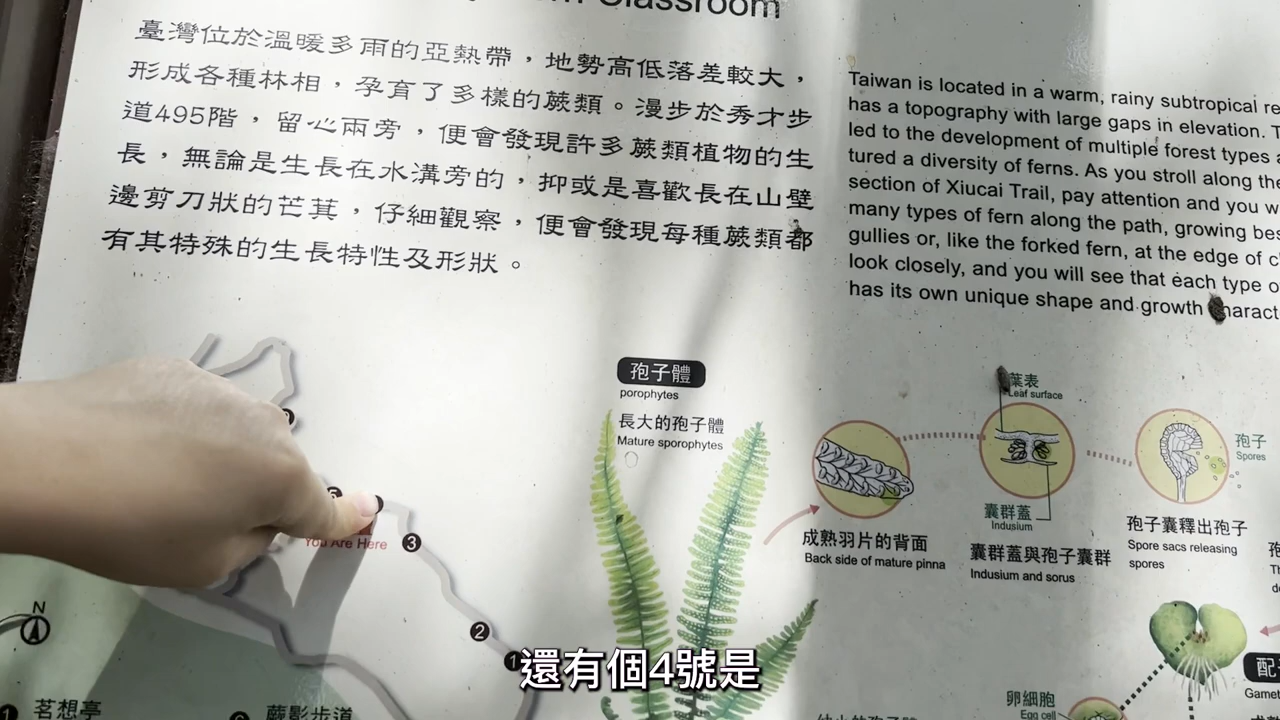 Classroom
臺灣位於溫暖多雨的亞熱帶，地勢高低落差較大，
形成各種林相，孕育了多樣的蕨類。漫步於秀才步
道495階，留心兩旁，便會發現許多蕨類植物的生
長，無論是生長在水溝旁的，抑或是喜歡長在山壁
邊剪刀狀的芒萁，仔細觀察，便會發現每種蕨類都
有其特殊的生長特性及形狀。
Taiwan is located in a warm, rainy subtropical re
has a topography with large gaps in elevation. T
led to the development of multiple forest types a
tured a diversity of ferns. As you stroll along the
section of Xiucai Trail, pay attention and you w
many types of fern along the path, growing bes
gullies or, like the forked fern, at the edge of c
look closely, and you will see that each type o
has its own unique shape and growth charact
孢子體
porophytes
長大的孢子體
Mature sporophytes
葉表
Leaf surface
囊群蓋
Indusium
孢子
Spores
成熟羽片的背面
Back side of mature pinna
囊群蓋與孢子囊群
Indusium and sorus
孢子囊釋出孢子
Spore sacs releasing
spores
You Are Here
3
2
1
N
1 茗想亭
蕨影步道
卵細胞
Egg cell
配
Gamet
還有個4號是